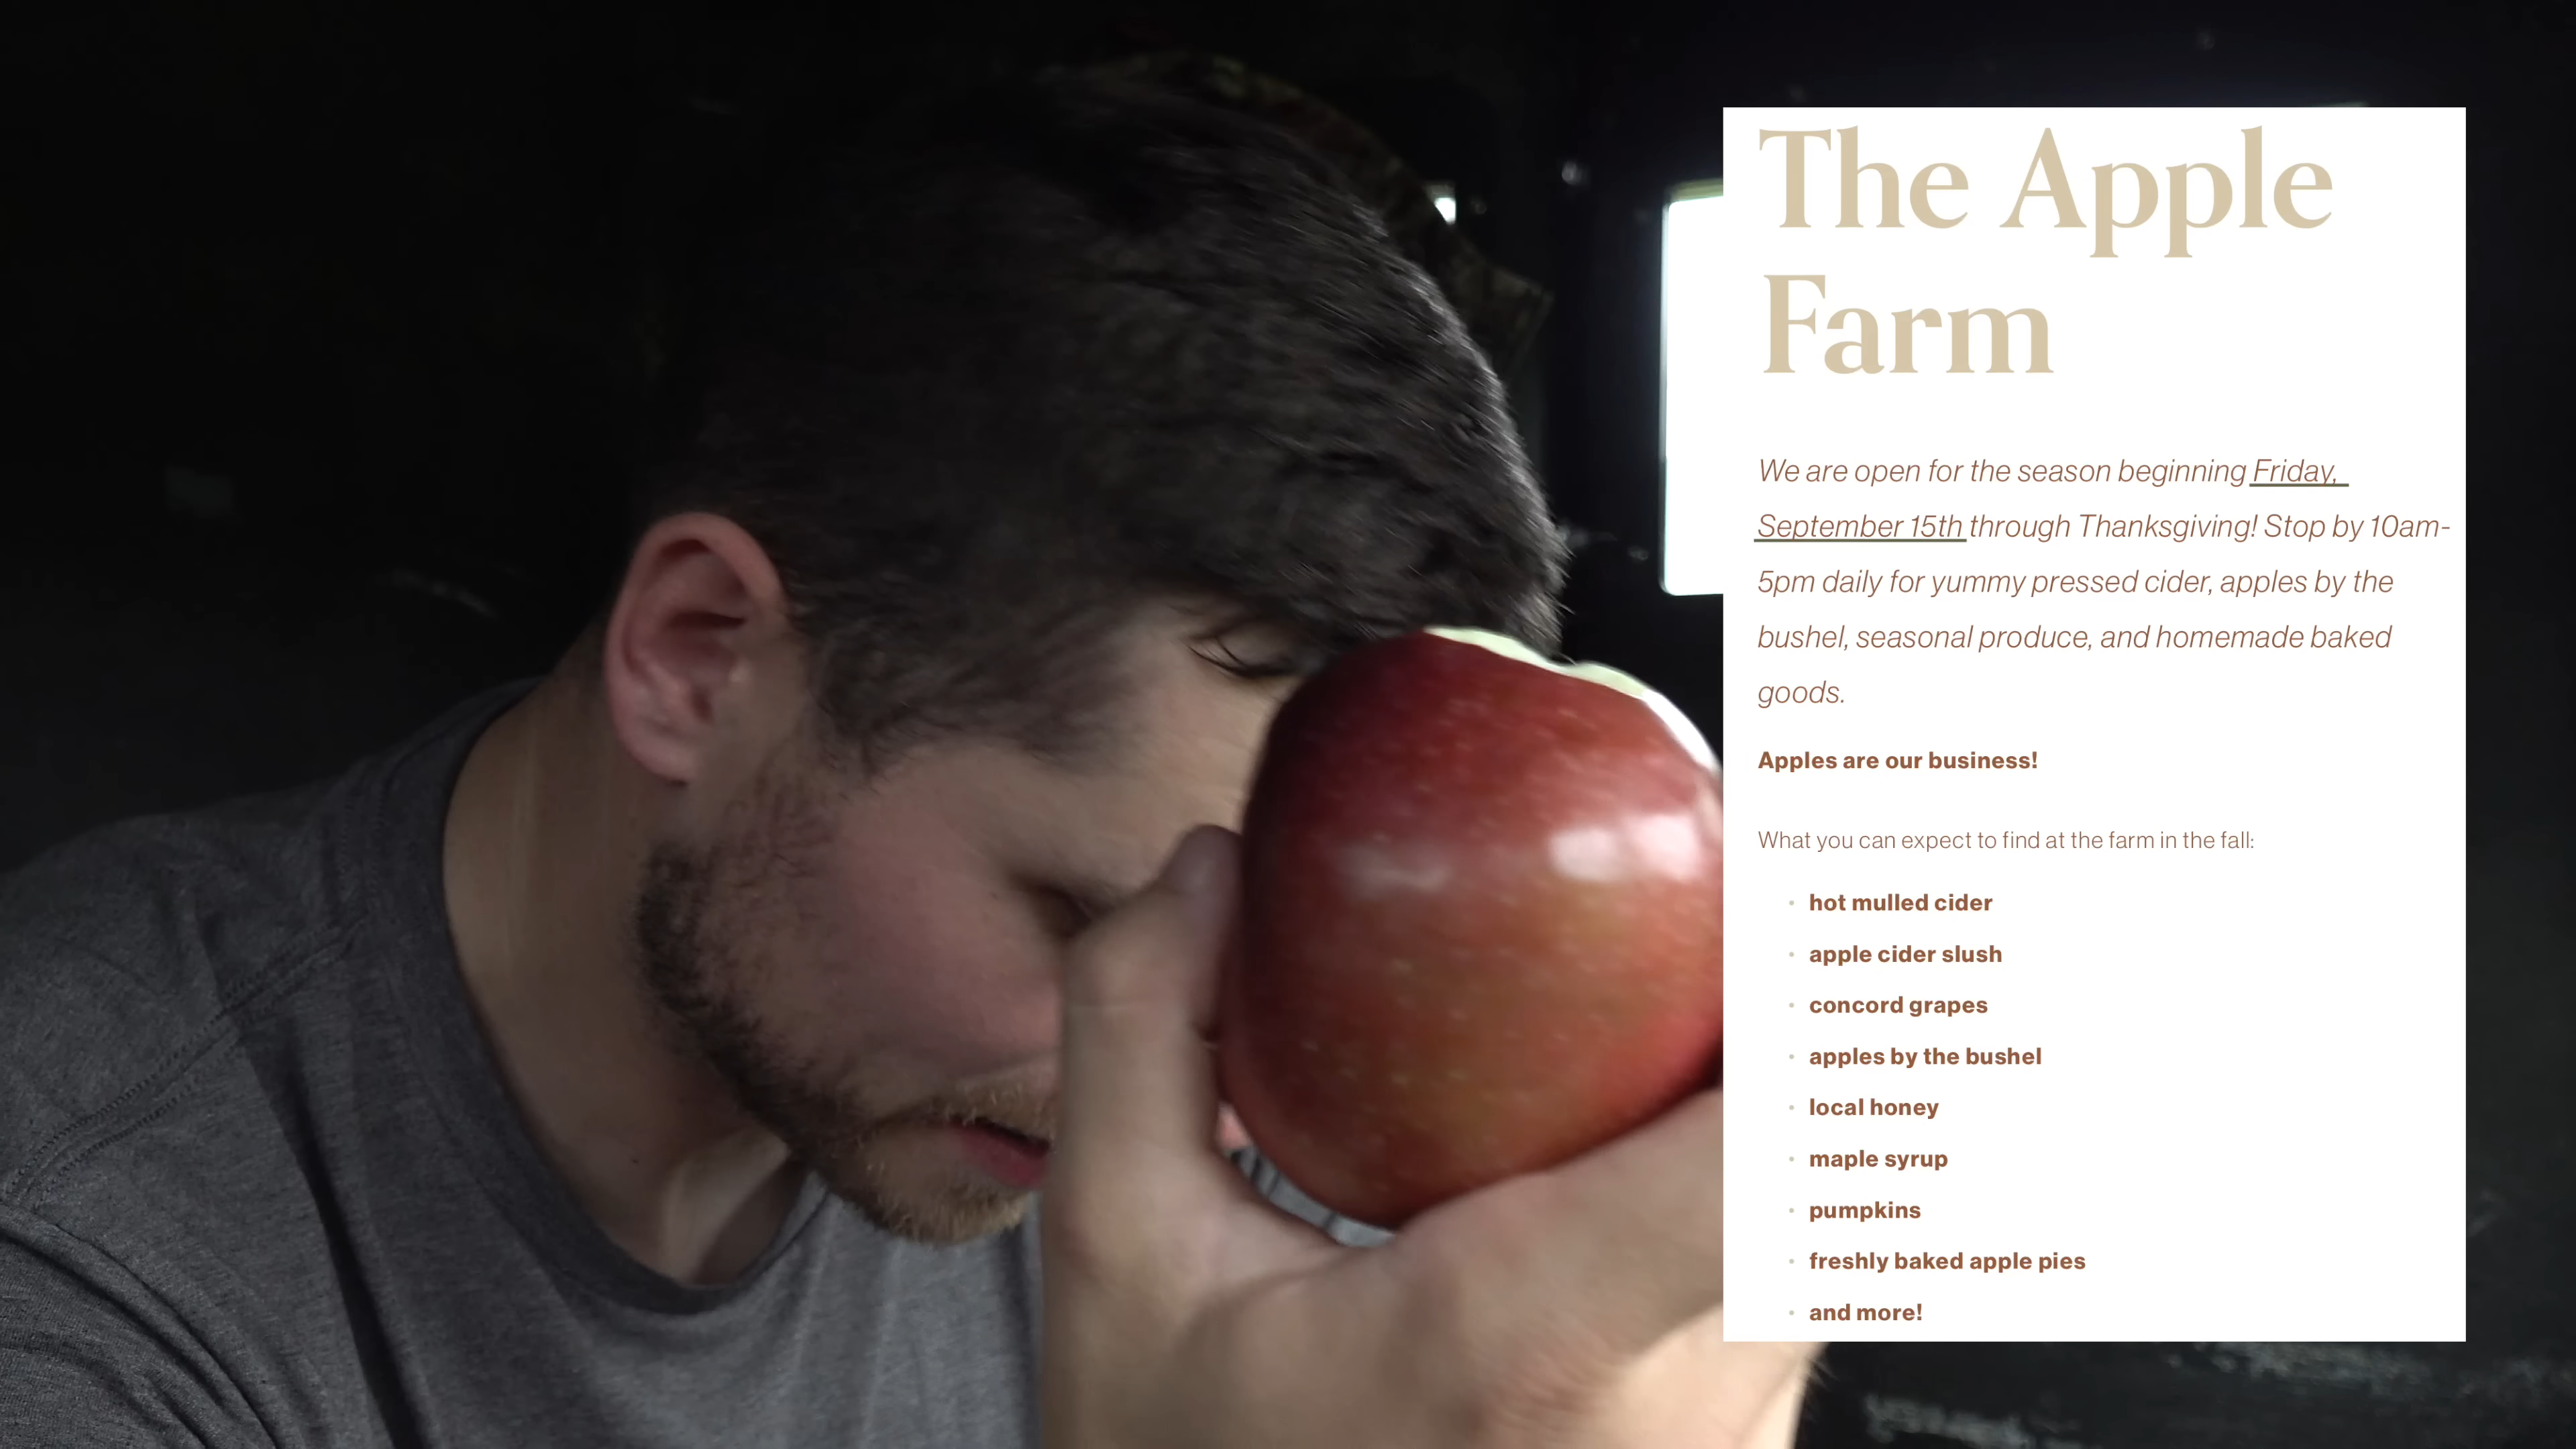 The Apple
Farm
We are open for the season beginning Friday,
September 15th through Thanksgiving! Stop by 10am-
5pm daily for yummy pressed cider, apples by the
bushel, seasonal produce, and homemade baked
goods.
Apples are our business!
What you can expect to find at the farm in the fall:
• hot mulled cider
• apple cider slush
• concord grapes
• apples by the bushel
• local honey
• maple syrup
• pumpkins
• freshly baked apple pies
• and more!